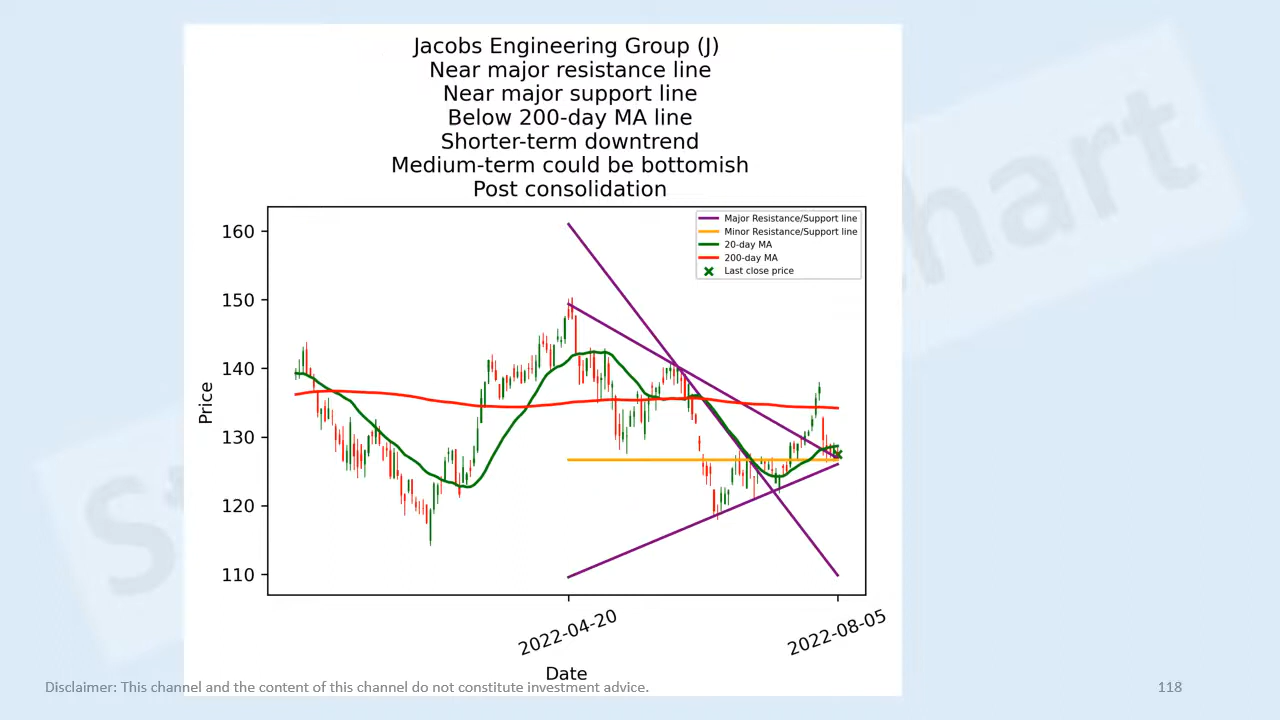 Jacobs Engineering Group (J)
Near major resistance line
Near major support line
Below 200-day MA line
Shorter-term downtrend
Medium-term could be bottomish
Post consolidation
Major Resistance/Support line
Minor Resistance/Support line
20-day MA
200-day MA
Last close price
160
150
140
130
120
110
Price
2022-04-20
2022-08-05
Date
Disclaimer: This channel and the content of this channel do not constitute investment advice.
118